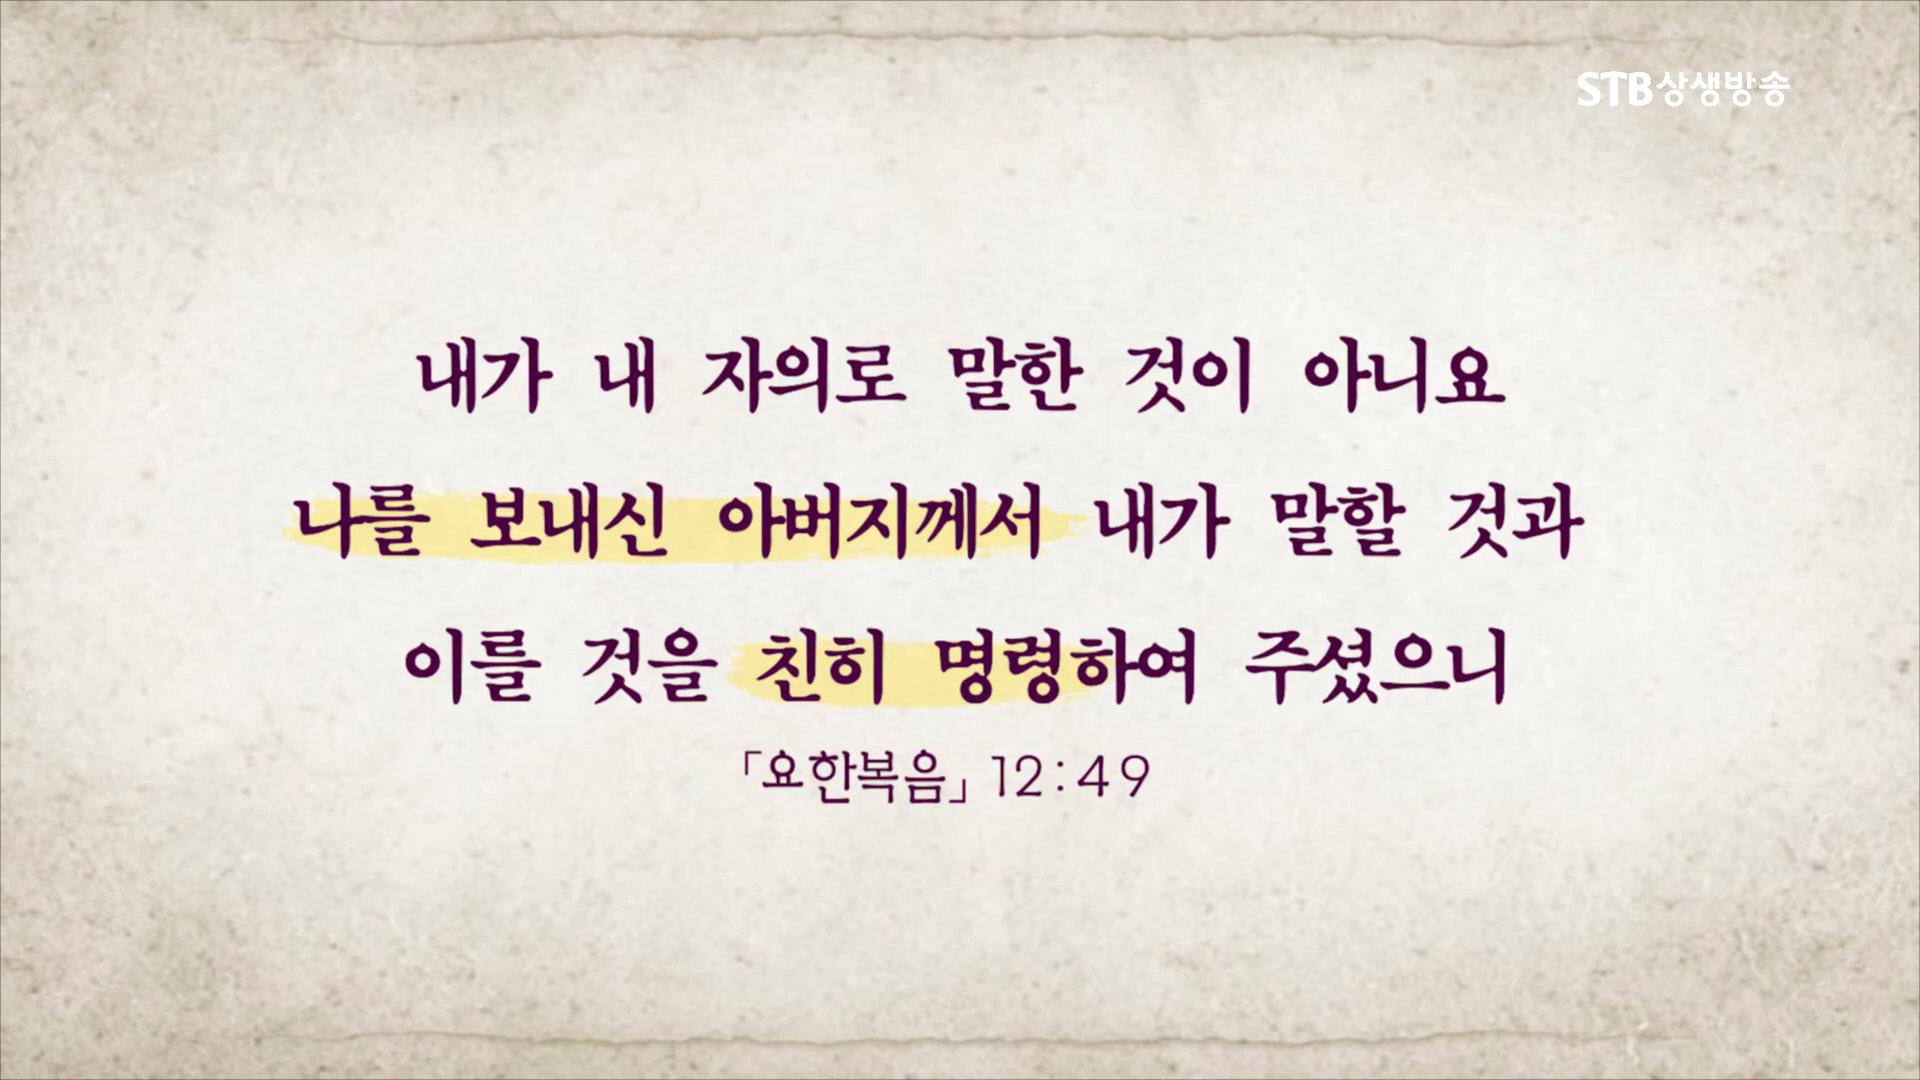 STB상생방송
내가 내 자의로 말한 것이 아니요
나를 보내신 아버지께서 내가 말할 것과
이를 것을 친히 명령하여 주셨으니
「요한복음」 12:49